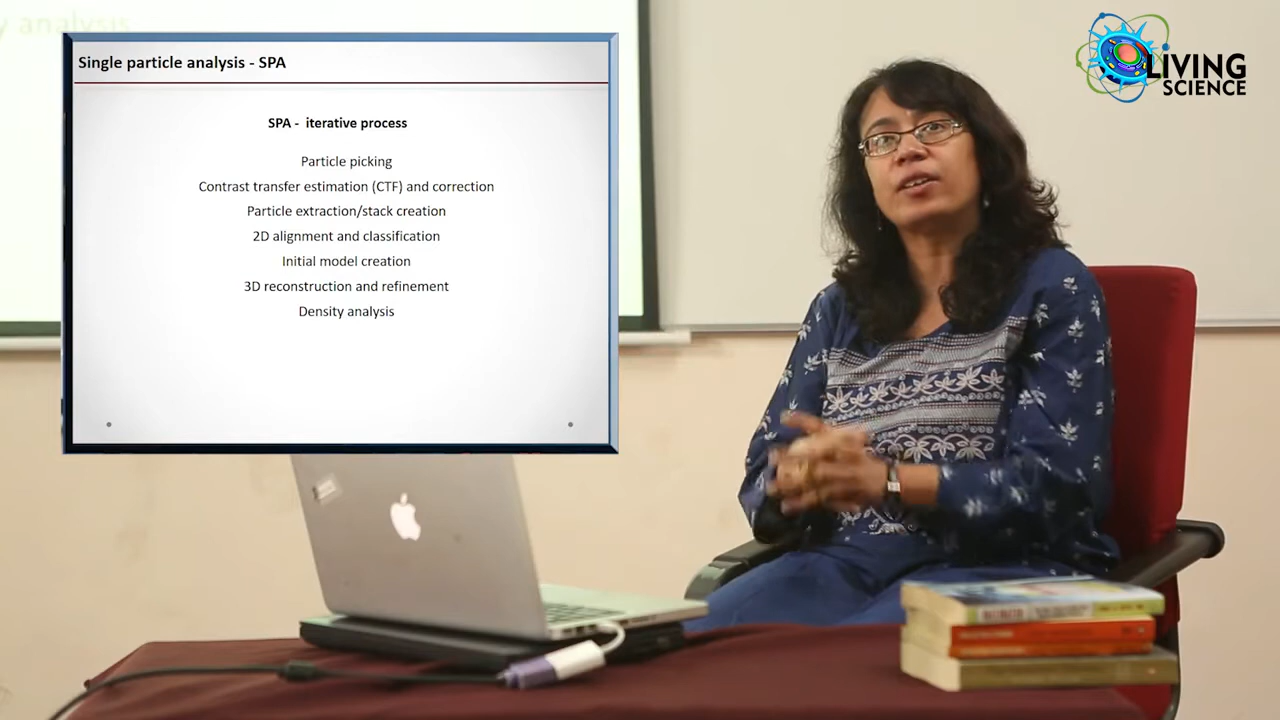 y analysis
Single particle analysis - SPA
SPA - iterative process
Particle picking
Contrast transfer estimation (CTF) and correction
Particle extraction/stack creation
2D alignment and classification
Initial model creation
3D reconstruction and refinement
Density analysis
LIVING
SCIENCE